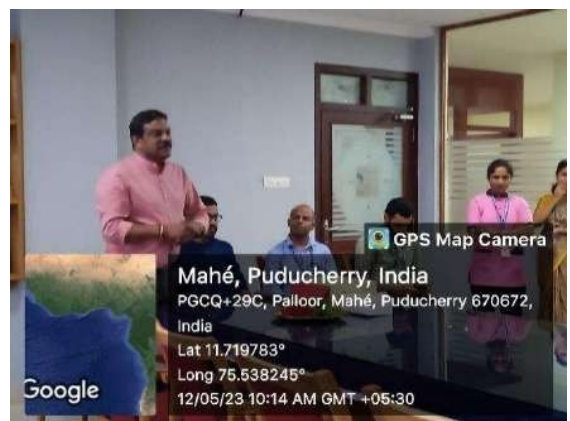 GPS Map Camera
Mahé, Puducherry, India
PGCQ+29C, Palloor, Mahé, Puducherry 670672,
India
Lat 11.719783°
Long 75.538245°
12/05/23 10:14 AM GMT +05:30
Google